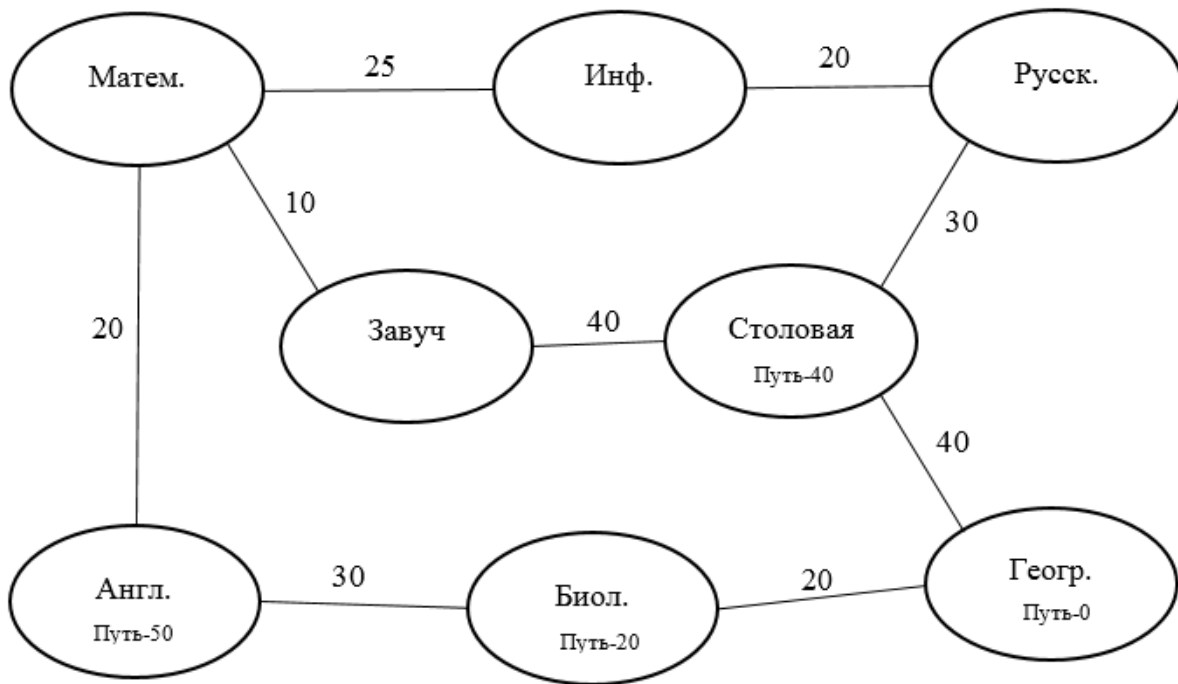 Матем.
25
Инф.
20
Русск.
10
30
20
Завуч
40
Столовая
Путь-40
40
Англ.
Путь-50
30
Биол.
Путь-20
20
Геогр.
Путь-0